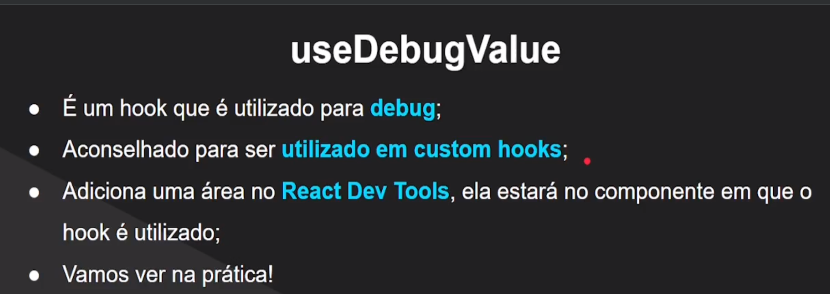 useDebugValue
● É um hook que é utilizado para debug;
● Aconselhado para ser utilizado em custom hooks;
● Adiciona uma área no React Dev Tools, ela estará no componente em que o
hook é utilizado;
● Vamos ver na prática!